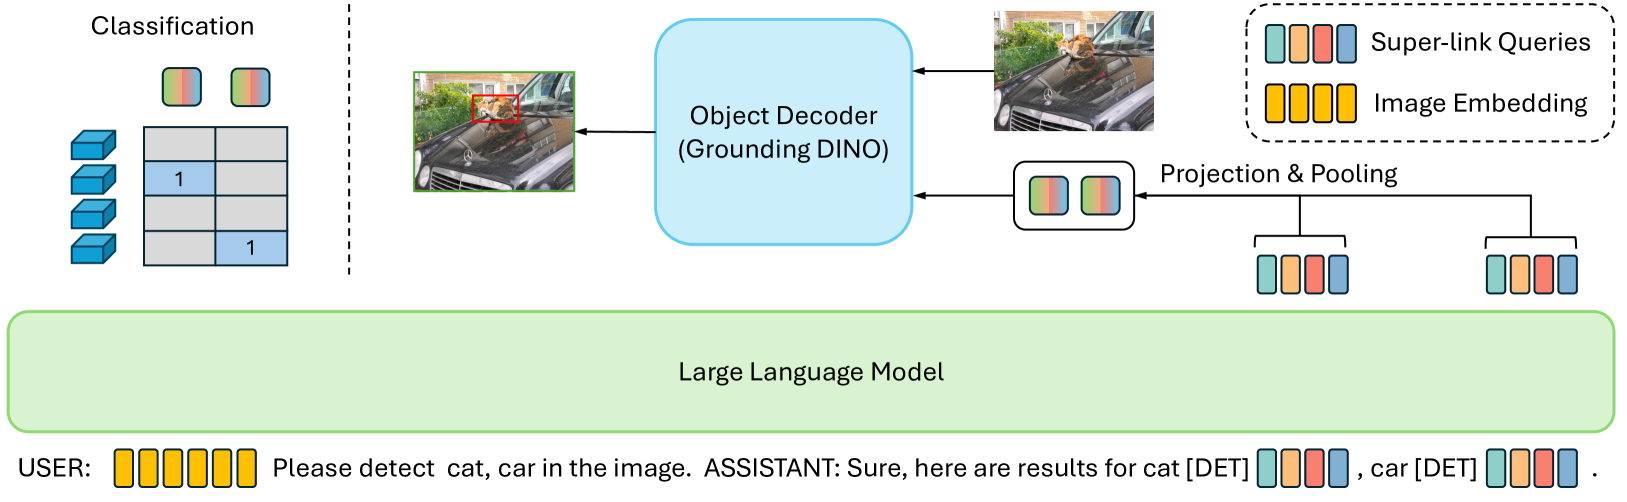 Classification
1
1
Object Decoder
(Grounding DINO)
Super-link Queries
Image Embedding
Projection & Pooling
Large Language Model
USER: Please detect cat, car in the image. ASSISTANT: Sure, here are results for cat [DET] , car [DET] .